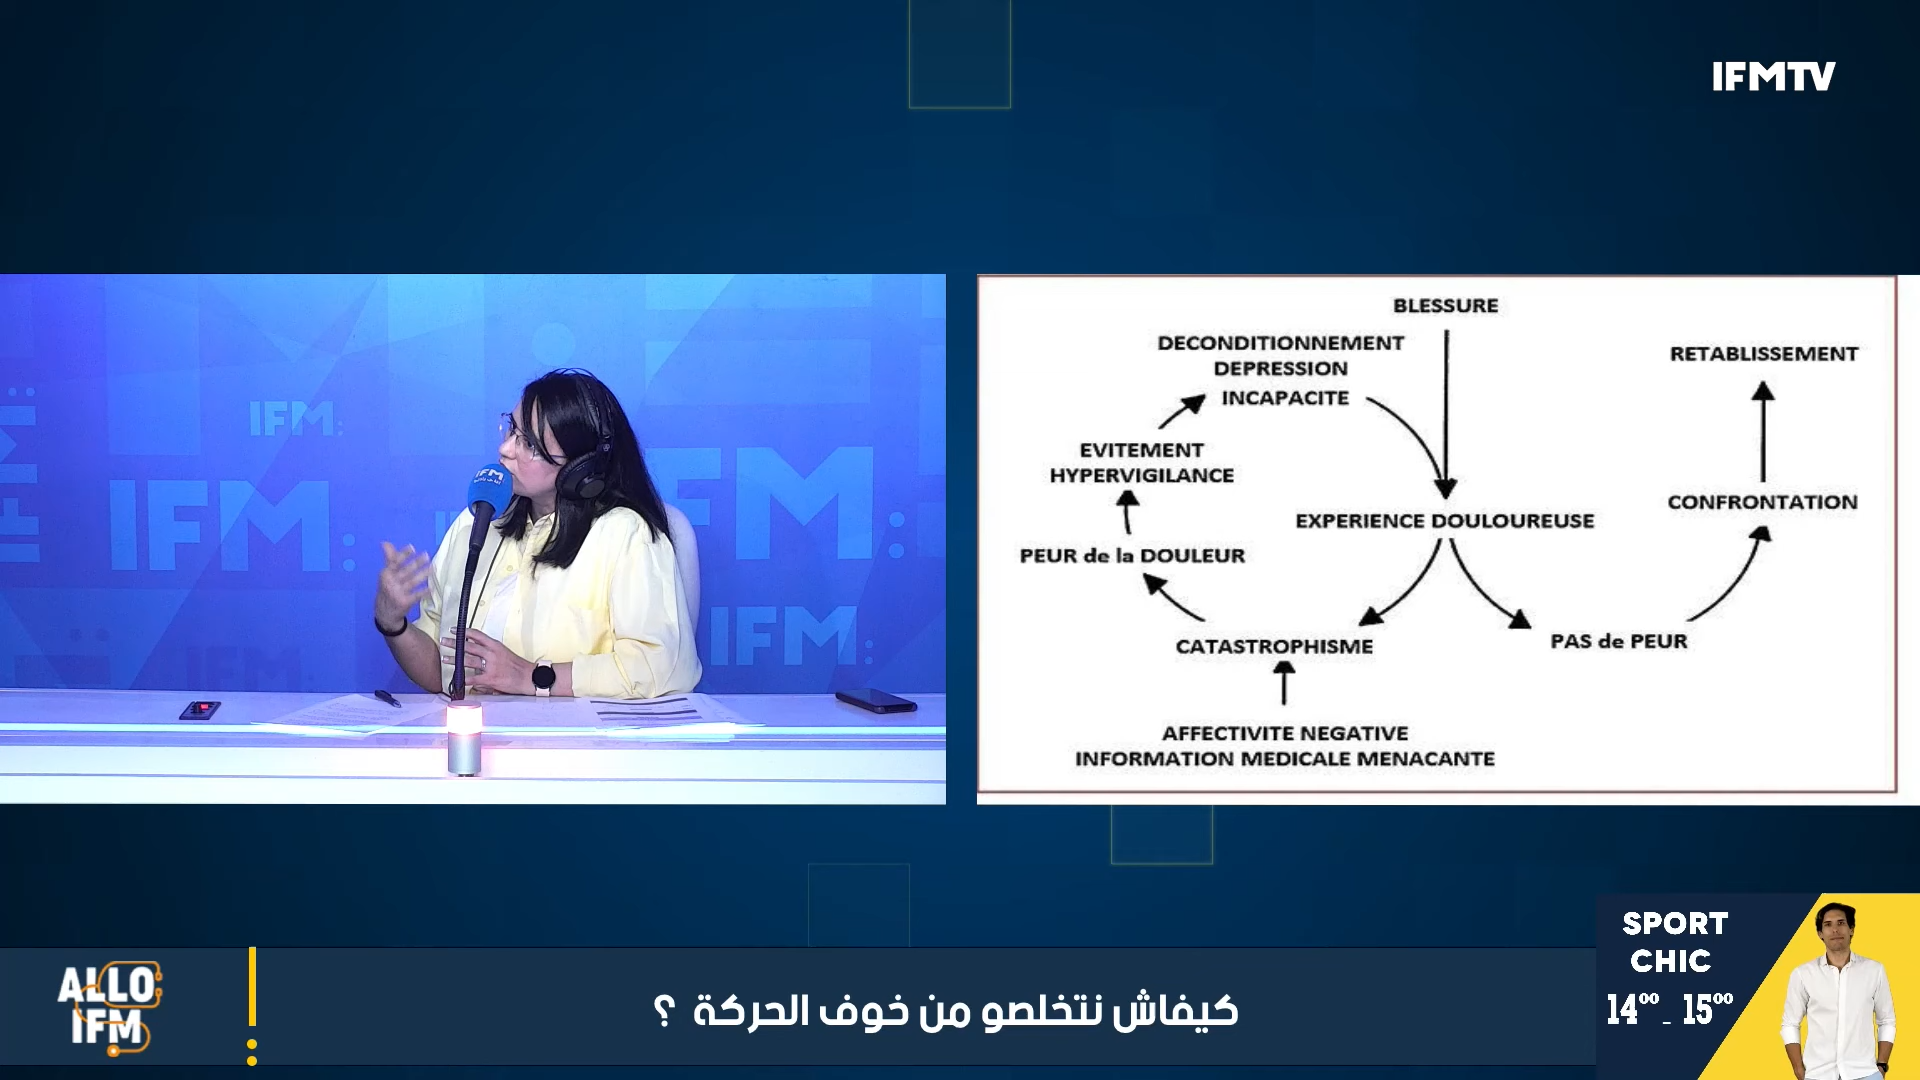 IFMTV
IFM:
IFM:
IFM:
IFM:
IFM
BLESSURE
DECONDITIONNEMENT
DEPRESSION
INCAPACITE
RETABLISSEMENT
EVITEMENT
HYPERVIGILANCE
CONFRONTATION
EXPERIENCE DOULOUREUSE
PEUR de la DOULEUR
CATASTROPHISME
PAS de PEUR
AFFECTIVITE NEGATIVE
INFORMATION MEDICALE MENACANTE
ALLO
IFM
كيفاش نتخلصو من خوف الحركة ؟
SPORT
CHIC
14⁰⁰ - 15⁰⁰